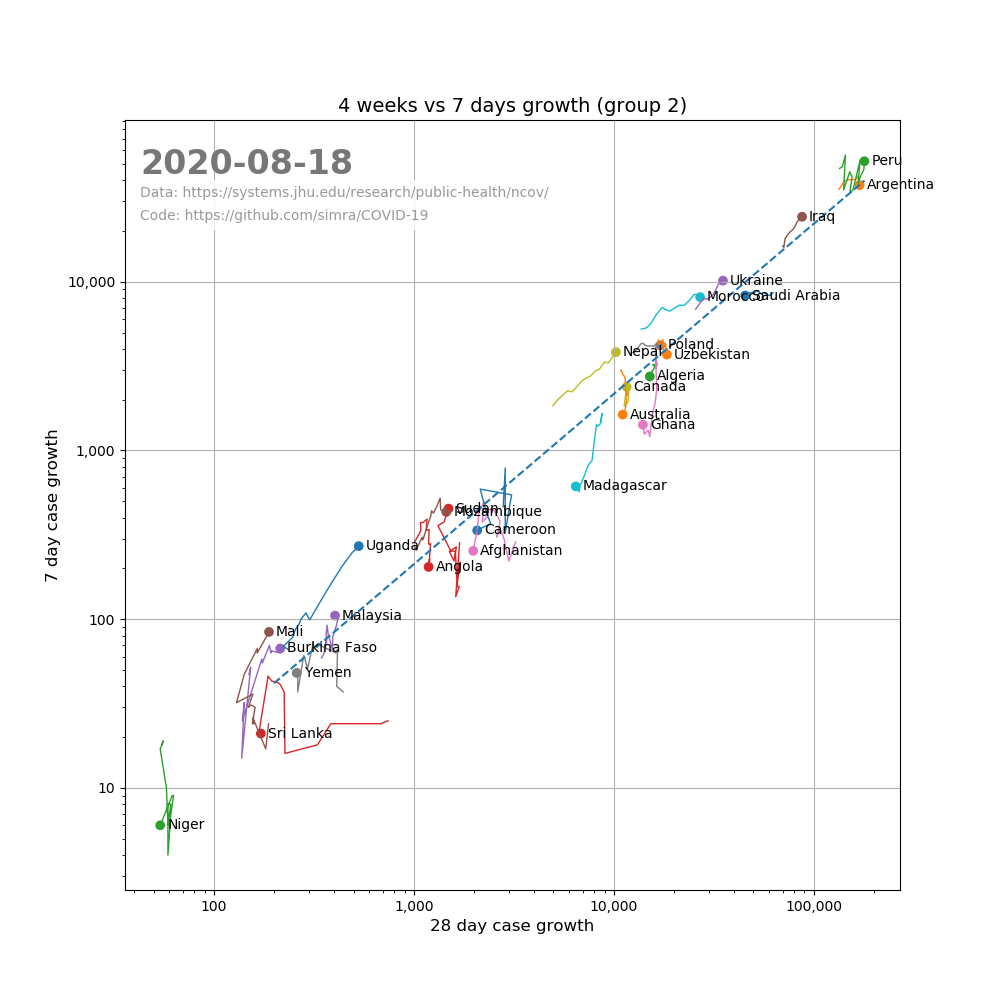 4 weeks vs 7 days growth (group 2)
2020-08-18
Data: https://systems.jhu.edu/research/public-health/ncov/
Code: https://github.com/simra/COVID-19
Peru
Argentina
Iraq
Ukraine
Morocco
Saudi Arabia
Poland
Nepal
Uzbekistan
Algeria
Canada
Australia
Ghana
Madagascar
Sudan
Mozambique
Cameroon
Uganda
Afghanistan
Angola
Malaysia
Mali
Burkina Faso
Yemen
Sri Lanka
Niger
10,000
1,000
100
10
7 day case growth
100
1,000
10,000
100,000
28 day case growth